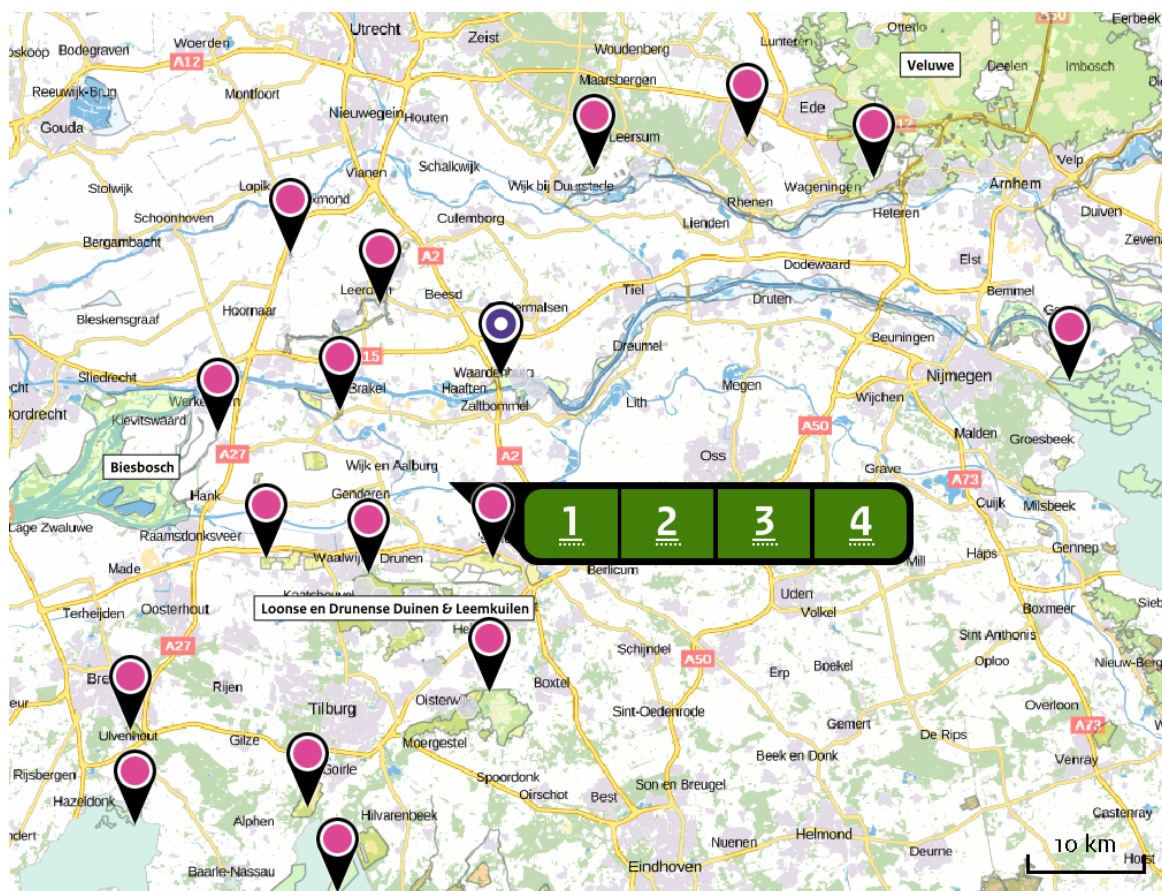 Utrecht
Woerden
Zeist
Otterlo
Eerbeek
Bodegraven
A12
Woudenberg
Lunteren
Veluwe
Deelen
Imbosch
Maarsbergen
Reeuwijk-Brug
Montfoort
Nieuwegein
Houten
Ede
Gouda
Leersum
Schalkwijk
Velp
Vianen
Stolwijk
Lopik
Wijk bij Duurstede
Wageningen
Arnhem
Rhenen
Schoonhoven
Culemborg
Lienden
Heteren
Duiven
Bergambacht
A2
Elst
Dodewaard
Beesd
Tiel
Druten
Bemmel
Hoornaar
Bleskensgraaf
Beuningen
Dreumel
Sliedrecht
Brakel
Waardenburg
Haaften
Megen
Nijmegen
Zaltbommel
Lith
Wijchen
Kievitswaard
A50
Malden
Groesbeek
Biesbosch
A27
A2
Oss
Wijk en Aalburg
Grave
A73
Hank
Genderen
Cuijk
Milsbeek
1
2
3
4
Lage Zwaluwe
Raamsdonksveer
Waalwijk
Drunen
Haps
Gennep
Made
Berlicum
Mill
Uden
Volkel
Boxmeer
Terheijden
Oosterhout
Loonse en Drunense Duinen & Leemkuilen
A27
Schijndel
A50
Sint Anthonis
Oploo
Boekel
Erp
Rijen
Boxtel
Tilburg
Sint-Oedenrode
Overloon
Ulvenhout
Gilze
Moergestel
Gemert
De Rips
A73
Beek en Donk
Venray
Rijsbergen
Goirle
Spoordonk
Son en Breugel
Hazeldonk
Oirschot
Best
Alphen
Hilvarenbeek
Castenray
Helmond
10 km
Nuenen
Deurne
Horst
Baarle-Nassau
Eindhoven